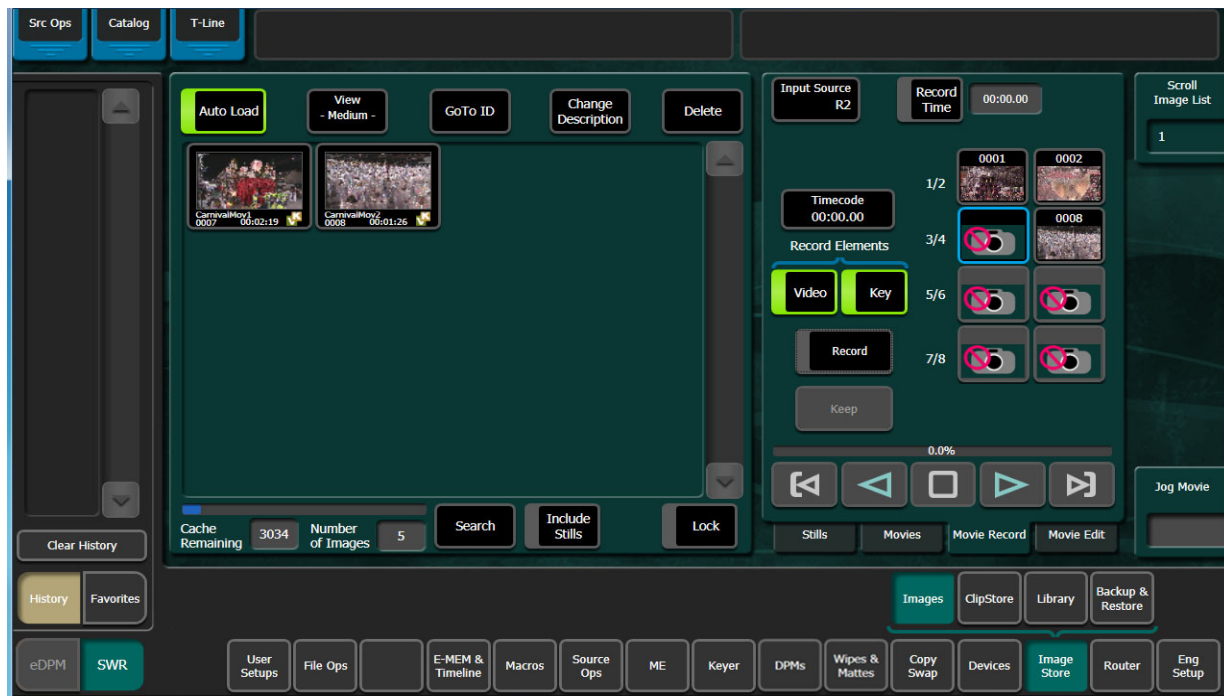 Src Ops
Catalog
T-Line
Auto Load
View
- Medium -
GoTo ID
Change
Description
Delete
CarnivalMov1
0007 00:02:19
CarnivalMov2
0008 00:01:26
Cache
Remaining
3034
Number
of Images
5
Search
Include
Stills
Lock
Input Source
R2
Record
Time
00:00.00
Timecode
00:00.00
Record Elements
Video
Key
Record
Keep
0001
0002
1/2
0008
3/4
5/6
7/8
0.0%
Stills
Movies
Movie Record
Movie Edit
Scroll
Image List
1
Jog Movie
Clear History
History
Favorites
Images
ClipStore
Library
Backup &
Restore
eDPM
SWR
User
Setups
File Ops
E-MEM &
Timeline
Macros
Source
Ops
ME
Keyer
DPMs
Wipes &
Mattes
Copy
Swap
Devices
Image
Store
Router
Eng
Setup